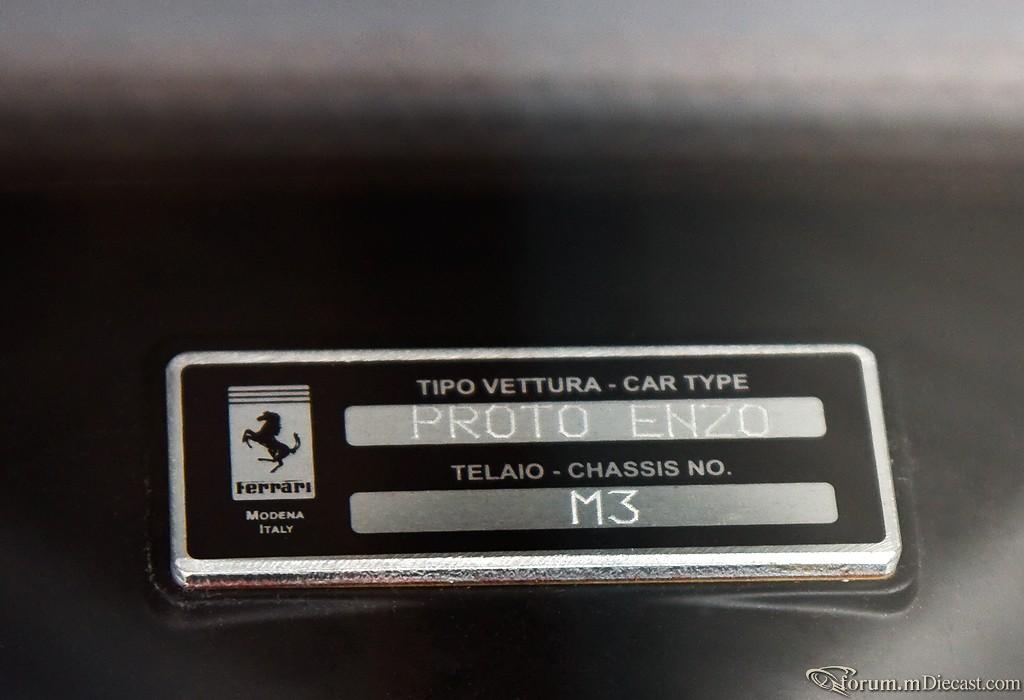 TIPO VETTURA - CAR TYPE
PROTO ENZO
TELAIO - CHASSIS NO.
M3
Ferrari
MODENA
ITALY
forum.mDiecast.com